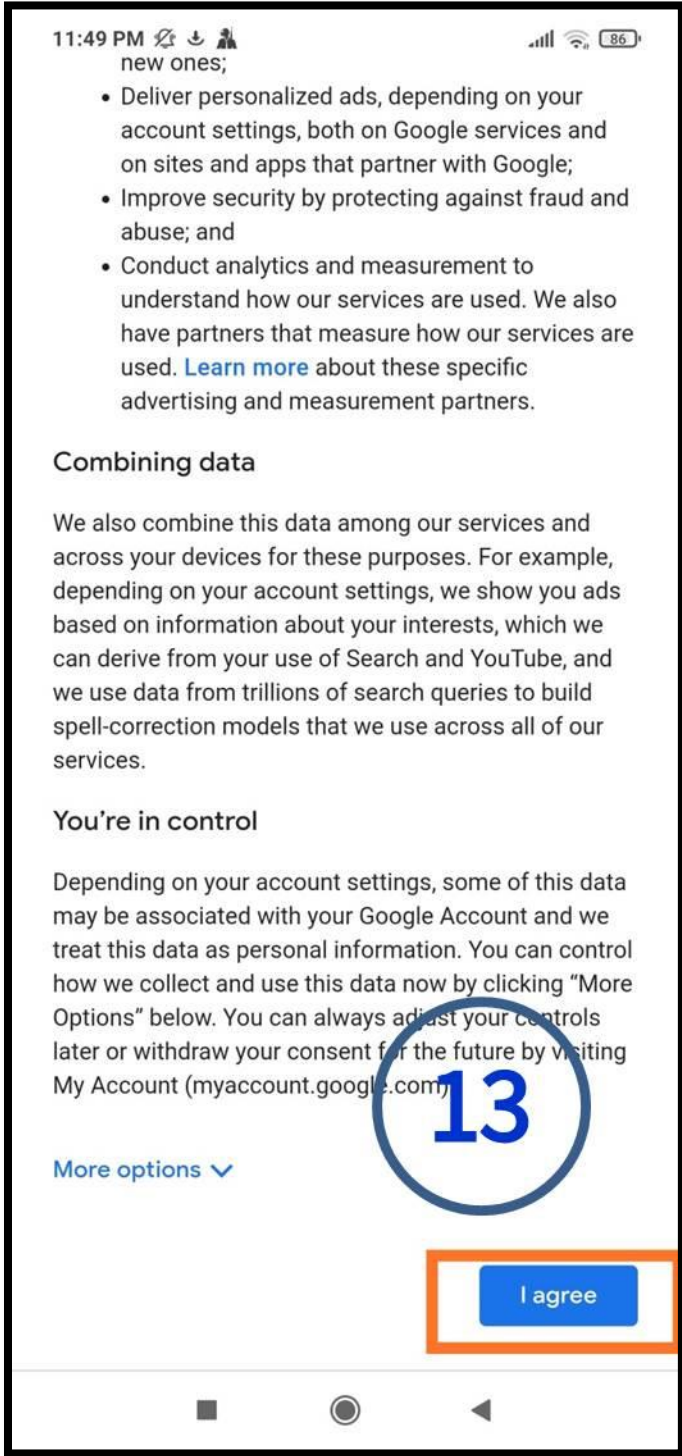 11:49 PM 86
new ones;
• Deliver personalized ads, depending on your
account settings, both on Google services and
on sites and apps that partner with Google;
• Improve security by protecting against fraud and
abuse; and
• Conduct analytics and measurement to
understand how our services are used. We also
have partners that measure how our services are
used. Learn more about these specific
advertising and measurement partners.
Combining data
We also combine this data among our services and
across your devices for these purposes. For example,
depending on your account settings, we show you ads
based on information about your interests, which we
can derive from your use of Search and YouTube, and
we use data from trillions of search queries to build
spell-correction models that we use across all of our
services.
You're in control
Depending on your account settings, some of this data
may be associated with your Google Account and we
treat this data as personal information. You can control
how we collect and use this data now by clicking "More
Options" below. You can always adjust your controls
later or withdraw your consent for the future by visiting
My Account (myaccount.google.com)
13
More options
I agree